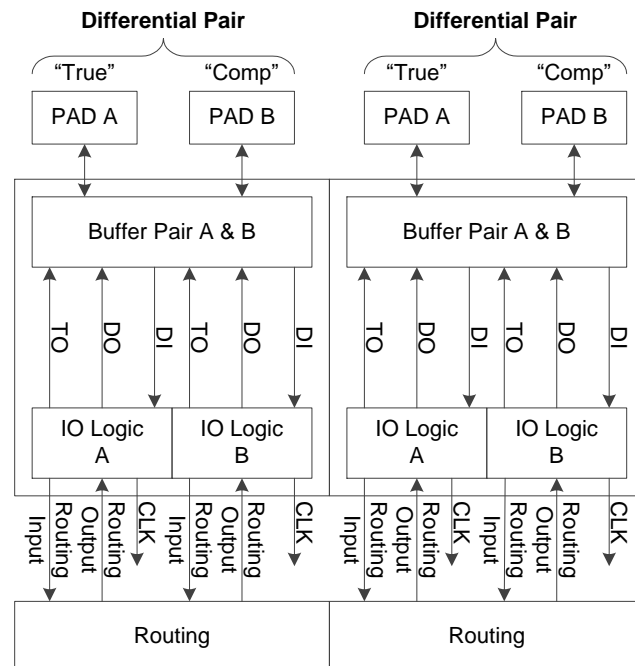 Differential Pair Differential Pair
“True” “Comp” “True” “Comp”
PAD A PAD B PAD A PAD B
Buffer Pair A & B Buffer Pair A & B
TO DO DI TO DO DI TO DO DI TO DO DI
IO Logic A IO Logic B IO Logic A IO Logic B
Routing Input Routing Output CLK Routing Input Routing Output CLK Routing Input Routing Output CLK Routing Input Routing Output CLK
Routing Routing